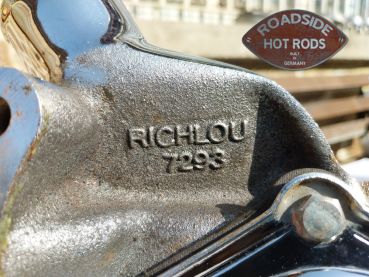 ROADSIDE
HOT RODS
BUILT
IN
GERMANY
RICHLOU
7293